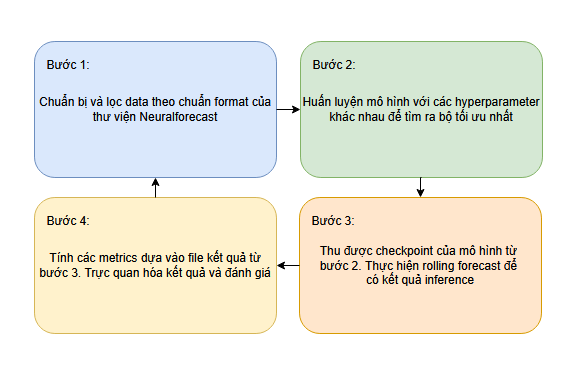 Bước 1:
Chuẩn bị và lọc data theo chuẩn format của
thư viện Neuralforecast
Bước 2:
Huấn luyện mô hình với các hyperparameter
khác nhau để tìm ra bộ tối ưu nhất
Bước 3:
Thu được checkpoint của mô hình từ
bước 2. Thực hiện rolling forecast để
có kết quả inference
Bước 4:
Tính các metrics dựa vào file kết quả từ
bước 3. Trực quan hóa kết quả và đánh giá